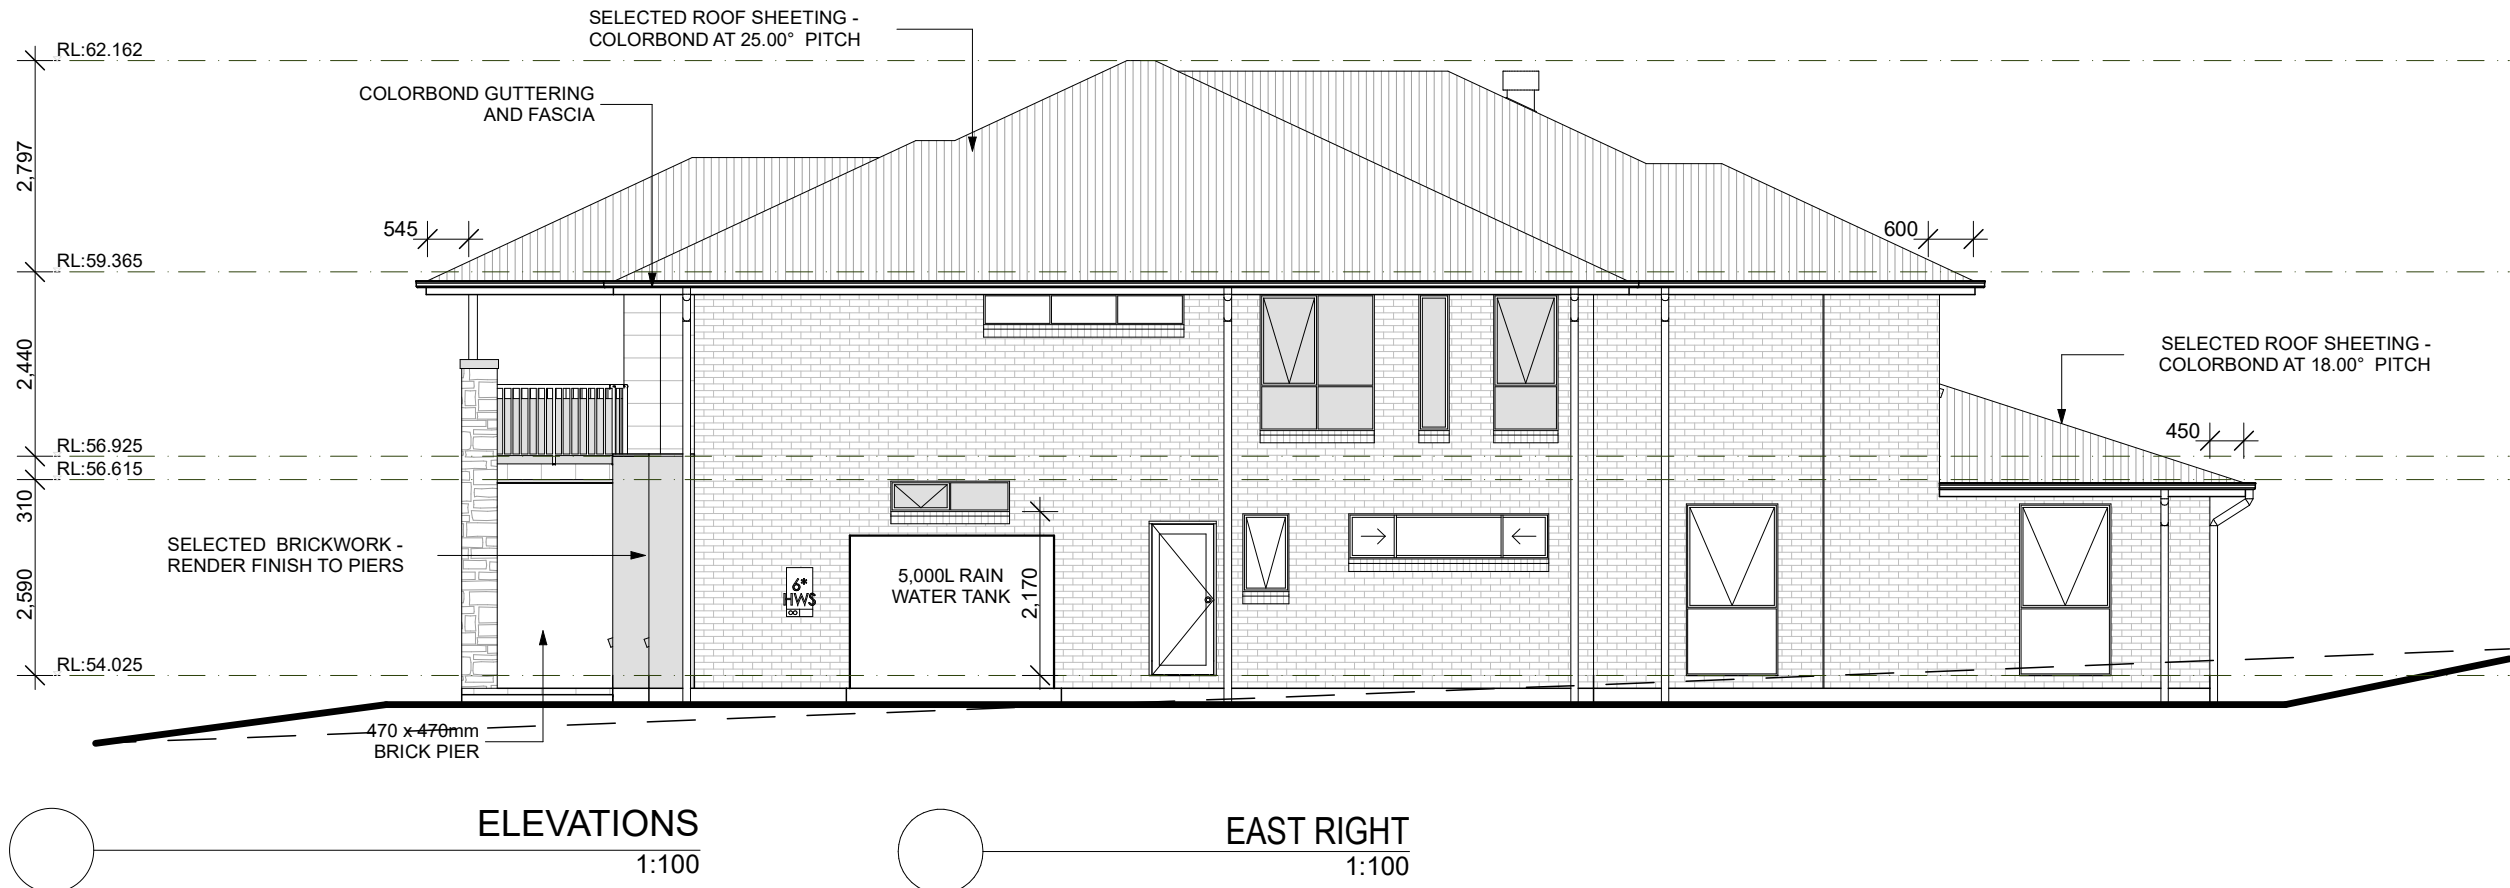 SELECTED ROOF SHEETING -
COLORBOND AT 25.00° PITCH
RL:62.162
COLORBOND GUTTERING
AND FASCIA
2,797
545
600
RL:59.365
SELECTED ROOF SHEETING -
COLORBOND AT 18.00° PITCH
2,440
450
RL:56.925
RL:56.615
310
SELECTED BRICKWORK -
RENDER FINISH TO PIERS
6*
HWS
5,000L RAIN
WATER TANK
2,170
2,590
RL:54.025
470 x 470mm
BRICK PIER
ELEVATIONS
1:100
EAST RIGHT
1:100